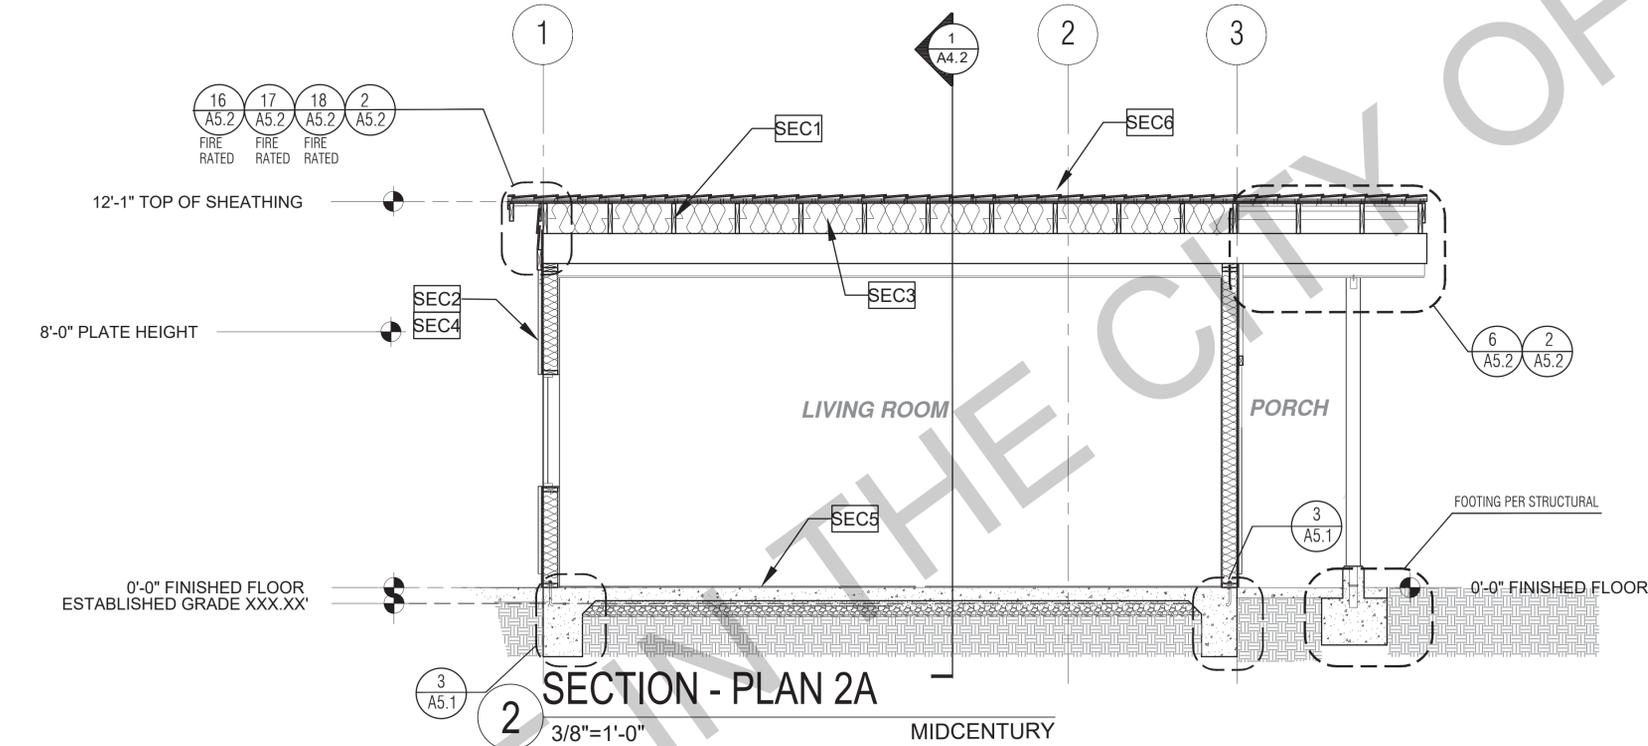 1
1
A4.2
2
3
16
A5.2
17
A5.2
18
A5.2
2
A5.2
FIRE
RATED
FIRE
RATED
FIRE
RATED
SEC1
SEC6
12'-1" TOP OF SHEATHING
SEC2
SEC4
SEC3
8'-0" PLATE HEIGHT
6
A5.2
2
A5.2
LIVING ROOM
PORCH
SEC5
3
A5.1
FOOTING PER STRUCTURAL
0'-0" FINISHED FLOOR
ESTABLISHED GRADE XXX.XX'
0'-0" FINISHED FLOOR
3
A5.1
2
SECTION - PLAN 2A
3/8"=1'-0"
MIDCENTURY
IN THE CITY OF